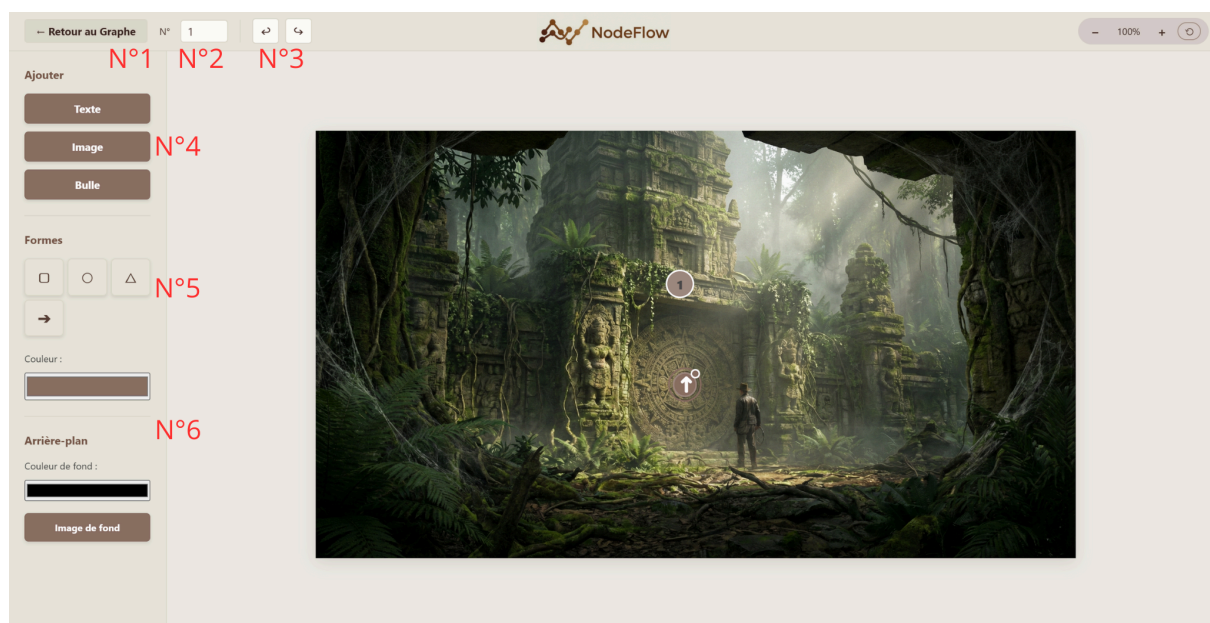 ← Retour au Graphe N° 1 NodeFlow - 100% +
N°1 N°2 N°3
Ajouter
Texte
Image N°4
Bulle
Formes
N°5
Couleur :
N°6
Arrière-plan
Couleur de fond :
Image de fond
1